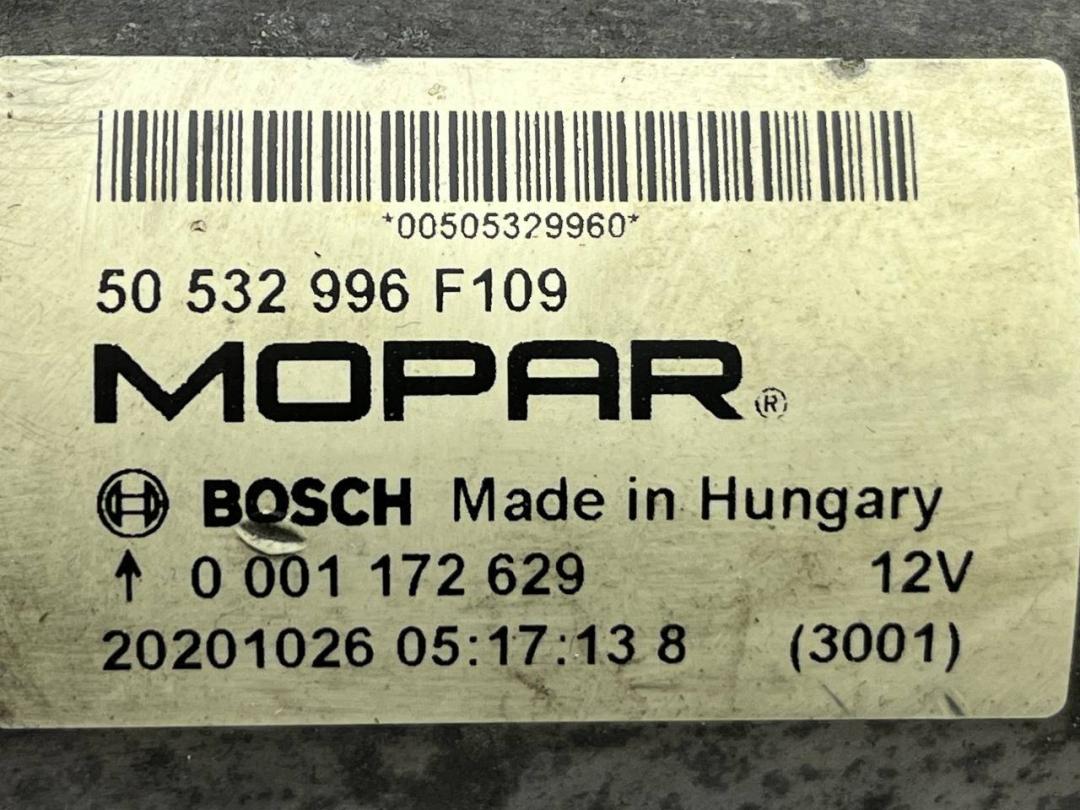 *00505329960*
50 532 996 F109
MOPAR®
BOSCH Made in Hungary
↑ 0 001 172 629 12V
20201026 05:17:13 8 (3001)